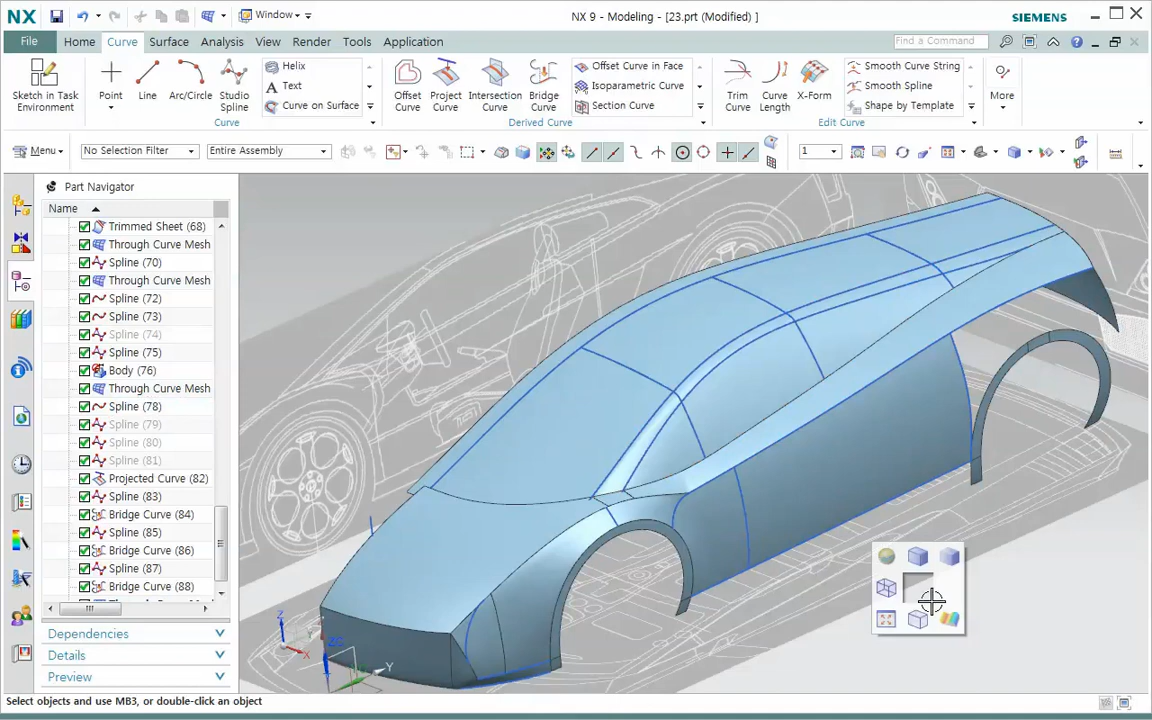 NX
Window
NX 9 - Modeling - [23.prt (Modified) ]
SIEMENS
File
Home
Curve
Surface
Analysis
View
Render
Tools
Application
Find a Command
Sketch in Task
Environment
Point
Line
Arc/Circle
Studio
Spline
Helix
Text
Curve on Surface
Curve
Offset
Curve
Project
Curve
Intersection
Curve
Bridge
Curve
Offset Curve in Face
Isoparametric Curve
Section Curve
Derived Curve
Trim
Curve
Curve
Length
X-Form
Smooth Curve String
Smooth Spline
Shape by Template
Edit Curve
More
Menu
No Selection Filter
Entire Assembly
1
Part Navigator
Name
Trimmed Sheet (68)
Through Curve Mesh
Spline (70)
Through Curve Mesh
Spline (72)
Spline (73)
Spline (74)
Spline (75)
Body (76)
Through Curve Mesh
Spline (78)
Spline (79)
Spline (80)
Spline (81)
Projected Curve (82)
Spline (83)
Bridge Curve (84)
Spline (85)
Bridge Curve (86)
Spline (87)
Bridge Curve (88)
Dependencies
Details
Preview
Z
X
ZC
Y
Select objects and use MB3, or double-click an object